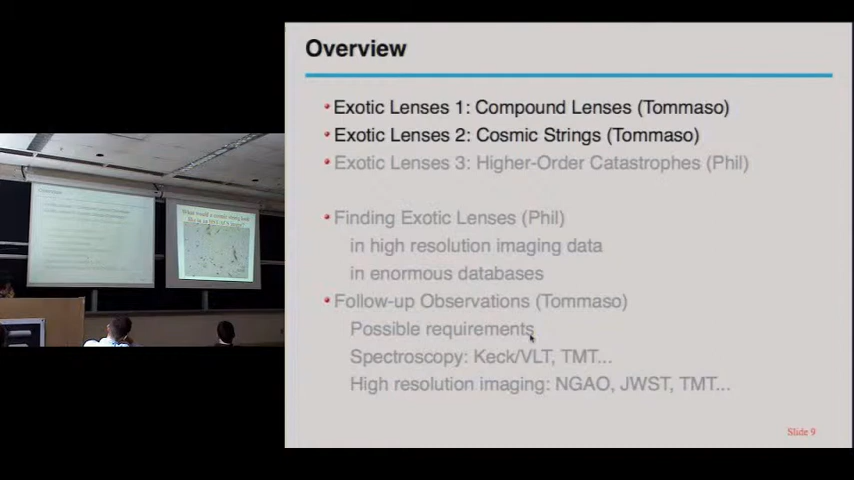 Overview
Exotic Lenses 1: Compound Lenses (Tommaso)
Exotic Lenses 2: Cosmic Strings (Tommaso)
Exotic Lenses 3: Higher-Order Catastrophes (Phil)
Finding Exotic Lenses (Phil)
in high resolution imaging data
in enormous databases
Follow-up Observations (Tommaso)
Possible requirements
Spectroscopy: Keck/VLT, TMT...
High resolution imaging: NGAO, JWST, TMT...
Slide 9